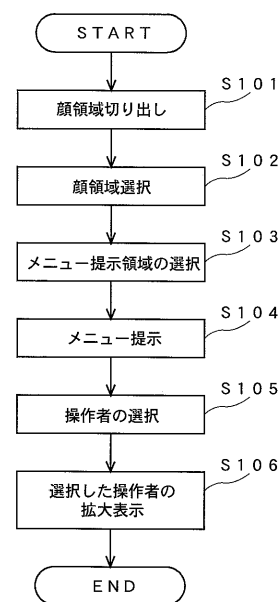 ＳＴＡＲＴ
Ｓ１０１
顔領域切り出し
Ｓ１０２
顔領域選択
Ｓ１０３
メニュー提示領域の選択
Ｓ１０４
メニュー提示
Ｓ１０５
操作者の選択
Ｓ１０６
選択した操作者の
拡大表示
ＥＮＤ